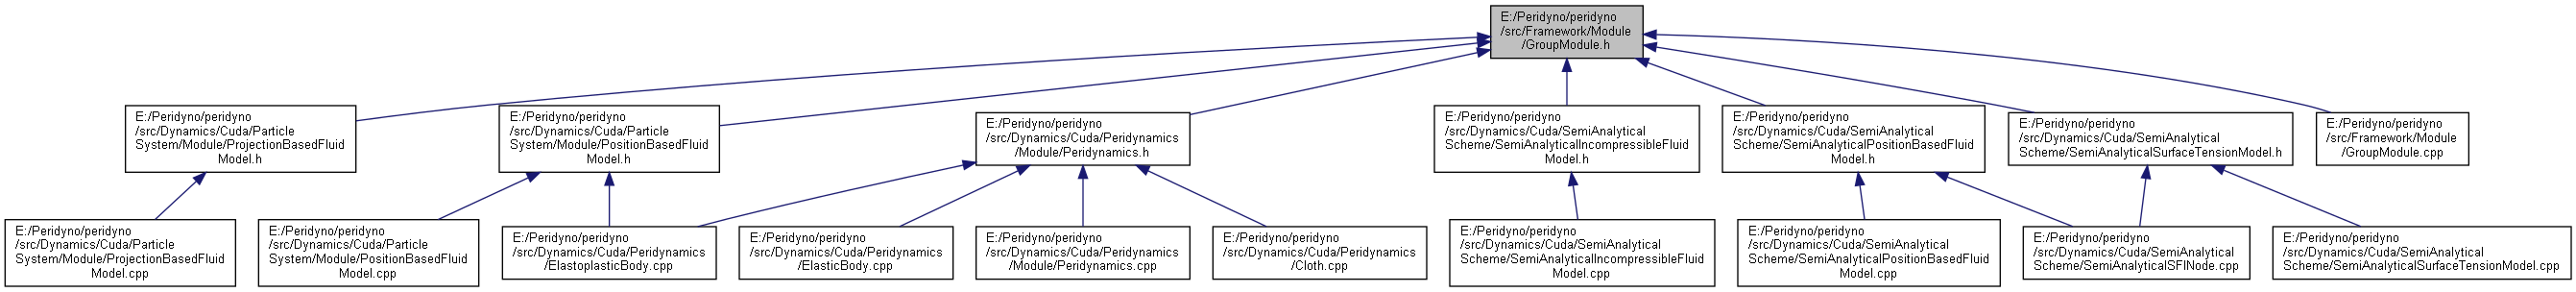 E:/Peridyno/peridyno
/src/Framework/Module
/GroupModule.h
E:/Peridyno/peridyno
/src/Dynamics/Cuda/Particle
System/Module/ProjectionBasedFluid
Model.h
E:/Peridyno/peridyno
/src/Dynamics/Cuda/Particle
System/Module/PositionBasedFluid
Model.h
E:/Peridyno/peridyno
/src/Dynamics/Cuda/Peridynamics
/Module/Peridynamics.h
E:/Peridyno/peridyno
/src/Dynamics/Cuda/SemiAnalytical
Scheme/SemiAnalyticalIncompressibleFluid
Model.h
E:/Peridyno/peridyno
/src/Dynamics/Cuda/SemiAnalytical
Scheme/SemiAnalyticalPositionBasedFluid
Model.h
E:/Peridyno/peridyno
/src/Dynamics/Cuda/SemiAnalytical
Scheme/SemiAnalyticalSurfaceTensionModel.h
E:/Peridyno/peridyno
/src/Framework/Module
/GroupModule.cpp
E:/Peridyno/peridyno
/src/Dynamics/Cuda/Particle
System/Module/ProjectionBasedFluid
Model.cpp
E:/Peridyno/peridyno
/src/Dynamics/Cuda/Particle
System/Module/PositionBasedFluid
Model.cpp
E:/Peridyno/peridyno
/src/Dynamics/Cuda/Peridynamics
/ElastoplasticBody.cpp
E:/Peridyno/peridyno
/src/Dynamics/Cuda/Peridynamics
/ElasticBody.cpp
E:/Peridyno/peridyno
/src/Dynamics/Cuda/Peridynamics
/Module/Peridynamics.cpp
E:/Peridyno/peridyno
/src/Dynamics/Cuda/Peridynamics
/Cloth.cpp
E:/Peridyno/peridyno
/src/Dynamics/Cuda/SemiAnalytical
Scheme/SemiAnalyticalIncompressibleFluid
Model.cpp
E:/Peridyno/peridyno
/src/Dynamics/Cuda/SemiAnalytical
Scheme/SemiAnalyticalPositionBasedFluid
Model.cpp
E:/Peridyno/peridyno
/src/Dynamics/Cuda/SemiAnalytical
Scheme/SemiAnalyticalSFINode.cpp
E:/Peridyno/peridyno
/src/Dynamics/Cuda/SemiAnalytical
Scheme/SemiAnalyticalSurfaceTensionModel.cpp